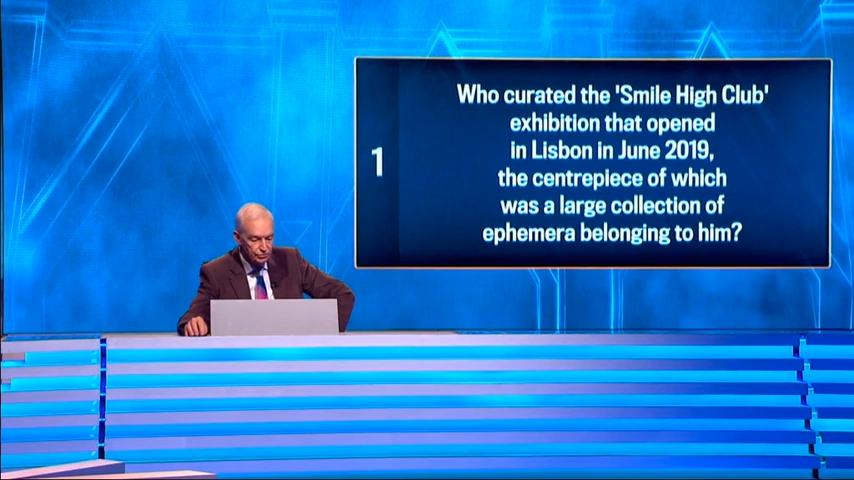 1
Who curated the 'Smile High Club'
exhibition that opened
in Lisbon in June 2019,
the centrepiece of which
was a large collection of
ephemera belonging to him?